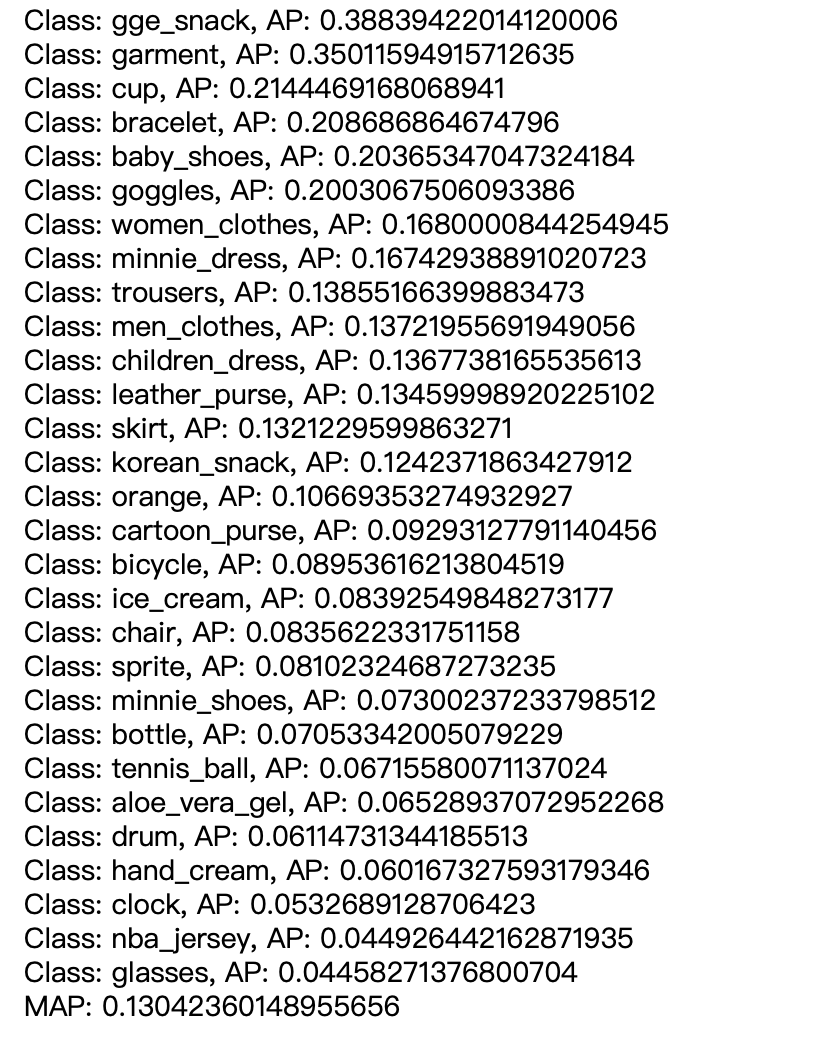 Class: gge_snack, AP: 0.38839422014120006
Class: garment, AP: 0.35011594915712635
Class: cup, AP: 0.2144469168068941
Class: bracelet, AP: 0.208686864674796
Class: baby_shoes, AP: 0.20365347047324184
Class: goggles, AP: 0.2003067506093386
Class: women_clothes, AP: 0.1680000844254945
Class: minnie_dress, AP: 0.16742938891020723
Class: trousers, AP: 0.13855166399883473
Class: men_clothes, AP: 0.13721955691949056
Class: children_dress, AP: 0.1367738165535613
Class: leather_purse, AP: 0.13459998920225102
Class: skirt, AP: 0.1321229599863271
Class: korean_snack, AP: 0.1242371863427912
Class: orange, AP: 0.10669353274932927
Class: cartoon_purse, AP: 0.09293127791140456
Class: bicycle, AP: 0.08953616213804519
Class: ice_cream, AP: 0.08392549848273177
Class: chair, AP: 0.0835622331751158
Class: sprite, AP: 0.08102324687273235
Class: minnie_shoes, AP: 0.07300237233798512
Class: bottle, AP: 0.07053342005079229
Class: tennis_ball, AP: 0.06715580071137024
Class: aloe_vera_gel, AP: 0.06528937072952268
Class: drum, AP: 0.06114731344185513
Class: hand_cream, AP: 0.060167327593179346
Class: clock, AP: 0.0532689128706423
Class: nba_jersey, AP: 0.044926442162871935
Class: glasses, AP: 0.04458271376800704
MAP: 0.13042360148955656